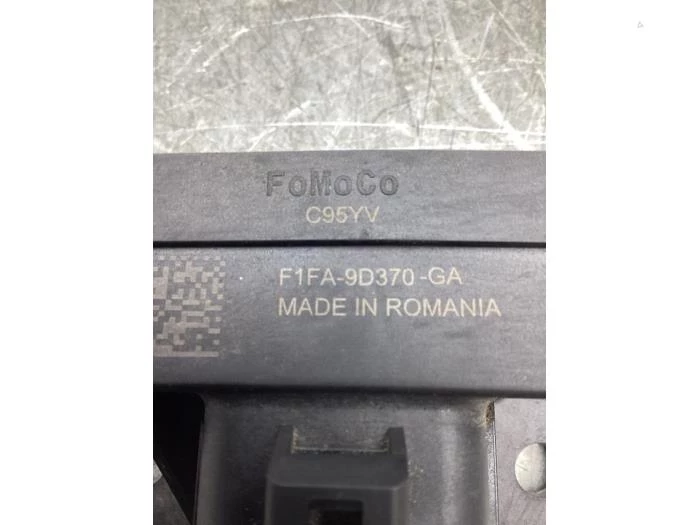 FoMoCo
C95YV
F1FA-9D370-GA
MADE IN ROMANIA